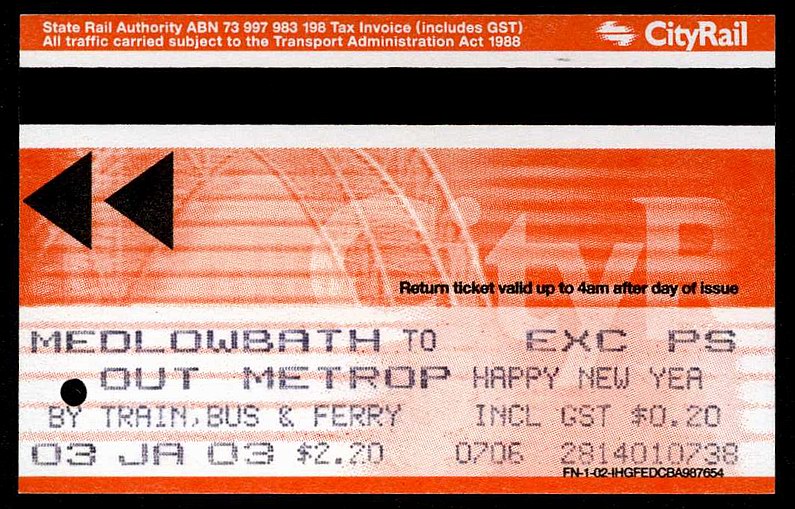 State Rail Authority ABN 73 997 983 198 Tax Invoice (includes GST)
All traffic carried subject to the Transport Administration Act 1988
CityRail
CityR
Return ticket valid up to 4am after day of issue
MEDLOWBATH TO EXC PS
OUT METROP HAPPY NEW YEA
BY TRAIN,BUS & FERRY INCL GST $0.20
03 JA 03 $2.20 0706 2814010738
FN-1-02-IHGFEDCBA987654